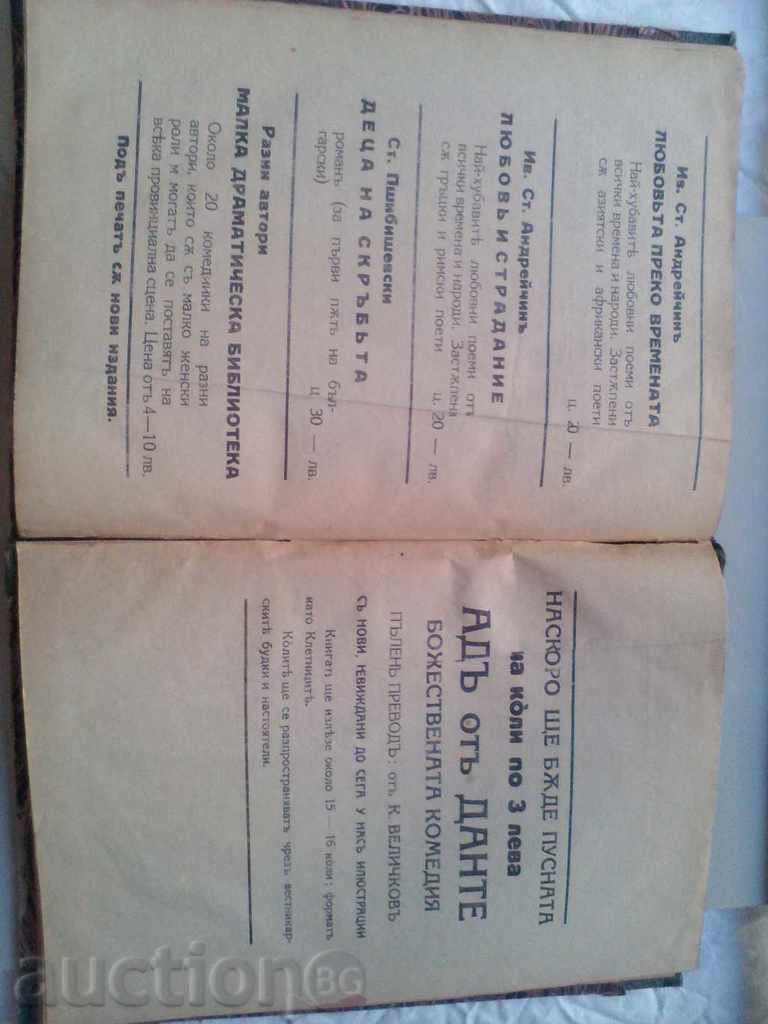 Ив. Ст. Андрейчинъ
ЛЮБОВЬТА ПРЕКО ВРЕМЕНАТА
Най-хубавитѣ любовни поеми отъ
всички времена и народи. Застѫпени
сѫ азиятски и африкански поети
ц. 20 — лв.
Ив. Ст. Андрейчинъ
ЛЮБОВЬ И СТРАДАНИЕ
Най-хубавитѣ любовни поеми отъ
всички времена и народи. Застѫпени
сѫ гръцки и римски поети
ц. 20 — лв.
Ст. Пшибишевски
ДЕЦА НА СКРЪБЬТА
романъ (за първи пѫть на бъл-
гарски)
ц 30 — лв.
Разни автори
МАЛКА ДРАМАТИЧЕСКА БИБЛИОТЕКА
Около 20 комедийки на разни
автори, които сѫ съ малко женски
роли и могатъ да се поставятъ на
всѣка провинциална сцена. Цена отъ 4—10 лв.
Подъ печатъ сѫ нови издания.
НАСКОРО ЩЕ БѪДЕ ПУСНАТА
на ко̀ли по 3 лева
АДЪ отъ ДАНТЕ
БОЖЕСТВЕНАТА КОМЕДИЯ
ПЪЛЕНЪ ПРЕВОДЪ: отъ К. ВЕЛИЧКОВЪ
СЪ НОВИ, НЕВИЖДАНИ ДО СЕГА У НАСЪ ИЛЮСТРАЦИИ
Книгата ще излѣзе около 15 — 16 коли; форматъ
като Клетницитѣ.
Ко̀литѣ ще се разпространяватъ чрезъ вестникар-
скитѣ будки и настоятели.
auctionBG